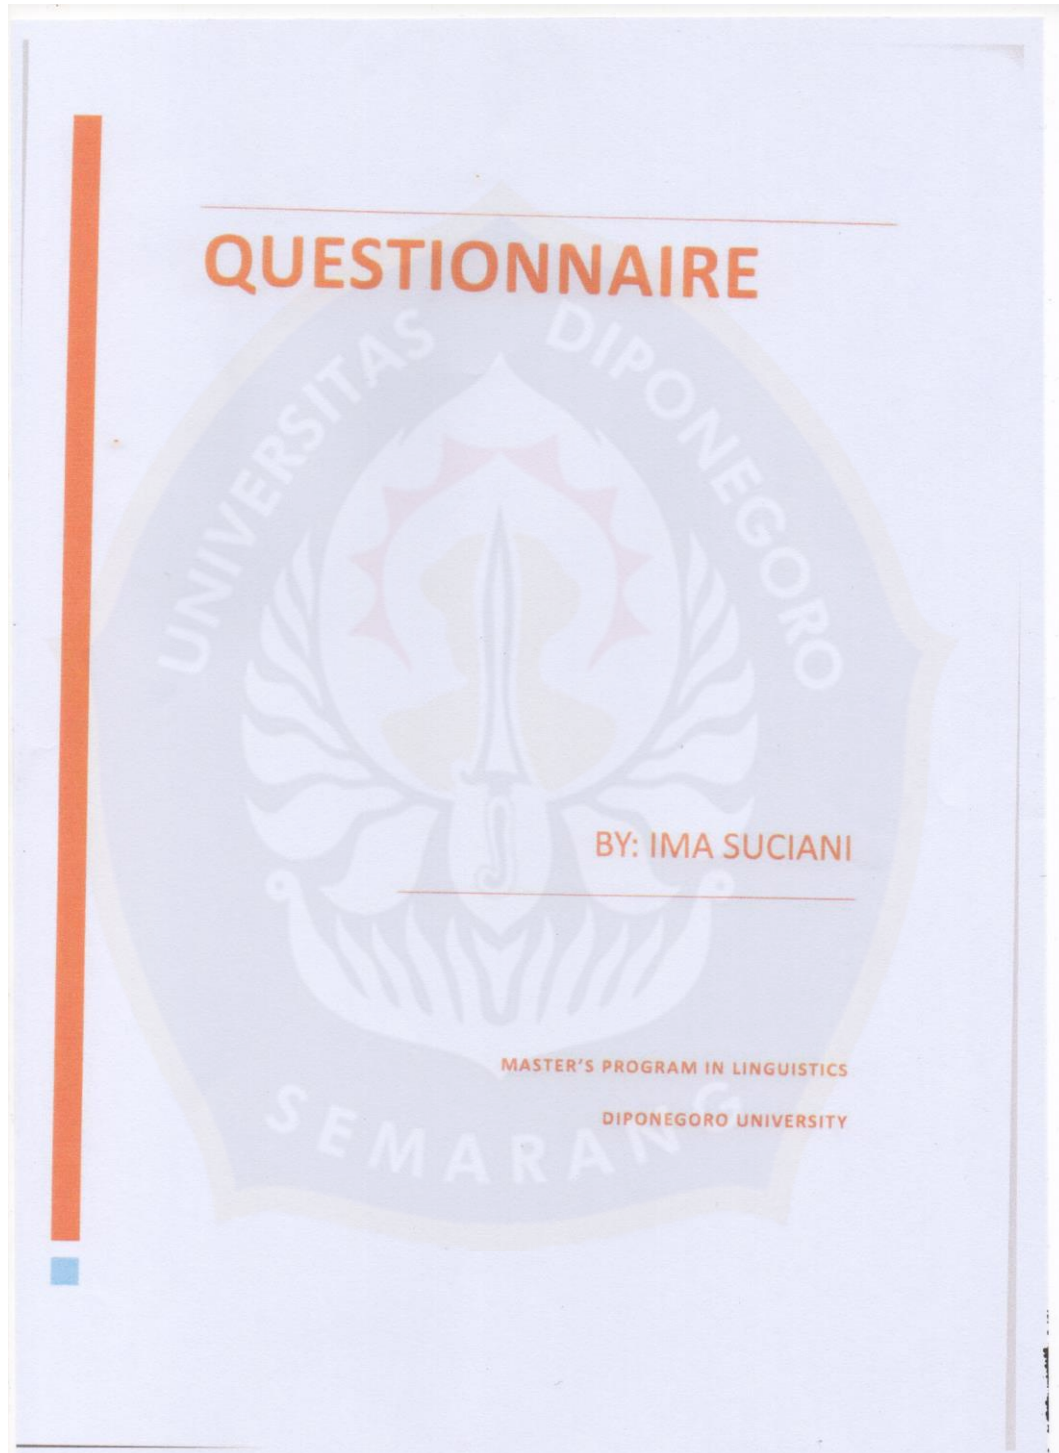 QUESTIONNAIRE
UNIVERSITAS DIPONEGORO
BY: IMA SUCIANI
MASTER'S PROGRAM IN LINGUISTICS
DIPONEGORO UNIVERSITY
SEMARANG